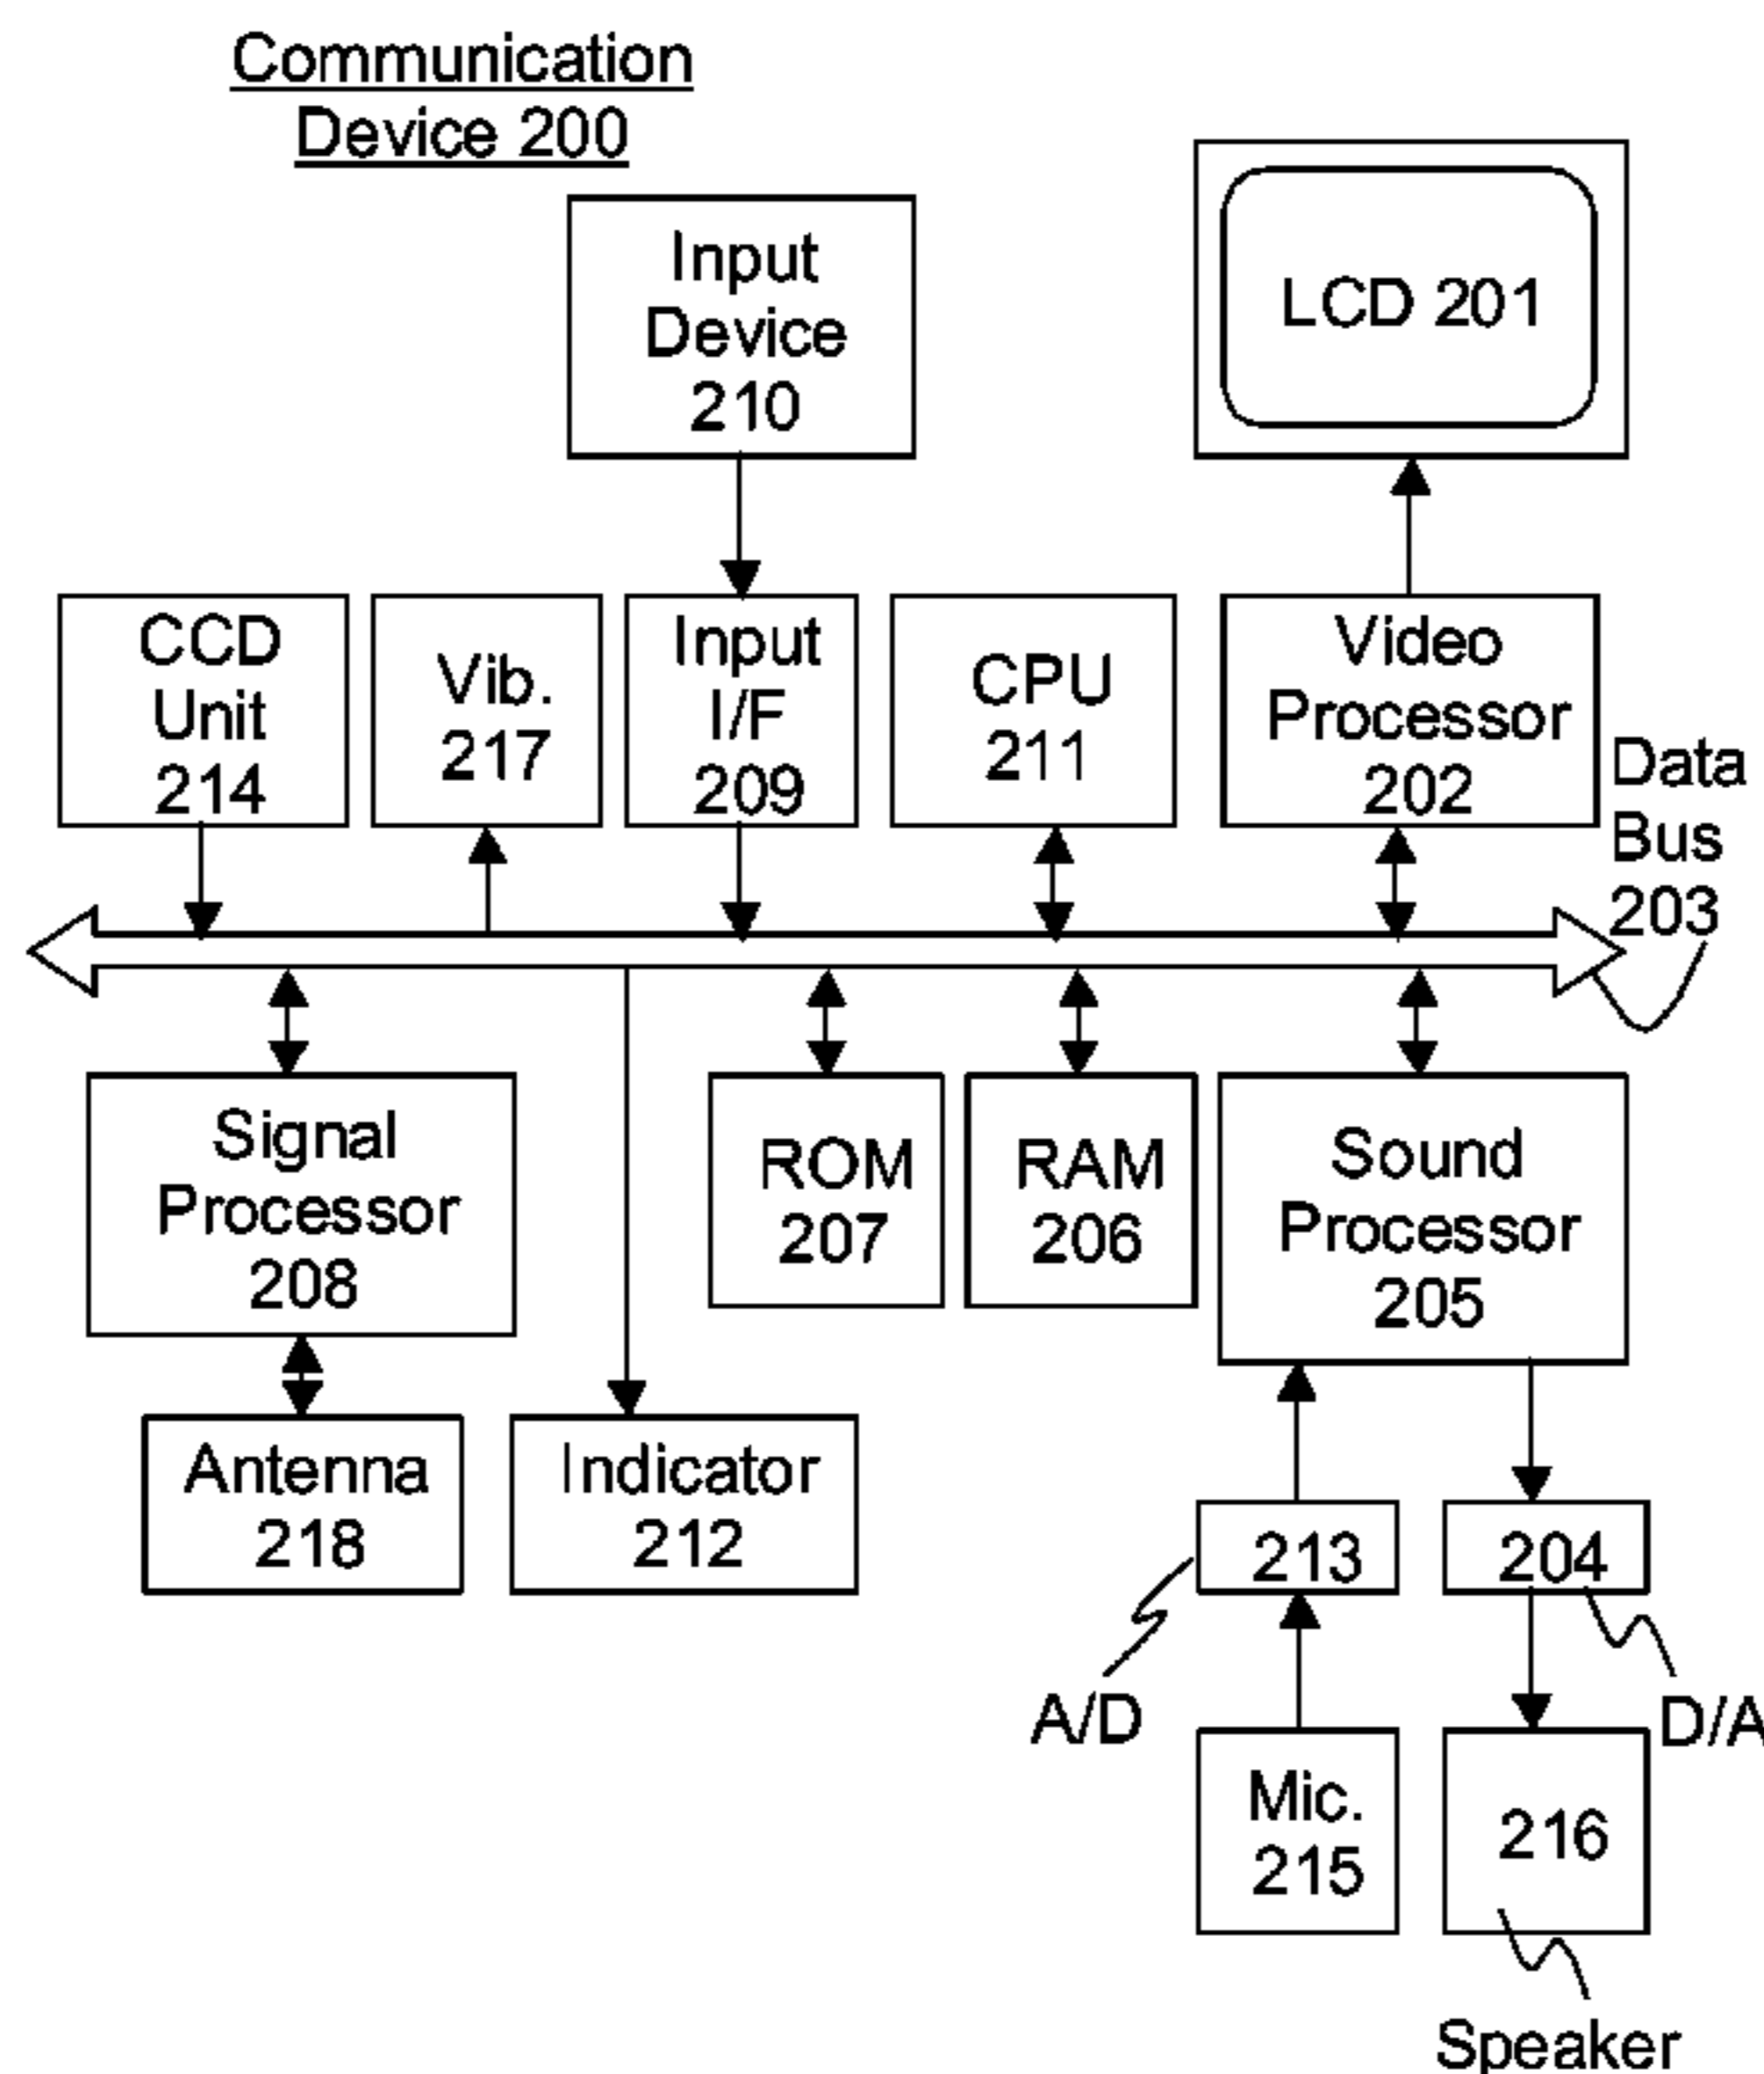 Communication
Device 200
Input
Device
210
LCD 201
CCD
Unit
214
Vib.
217
Input
I/F
209
CPU
211
Video
Processor
202
Data
Bus
203
Signal
Processor
208
ROM
207
RAM
206
Sound
Processor
205
Antenna
218
Indicator
212
213
204
A/D
D/A
Mic.
215
216
Speaker